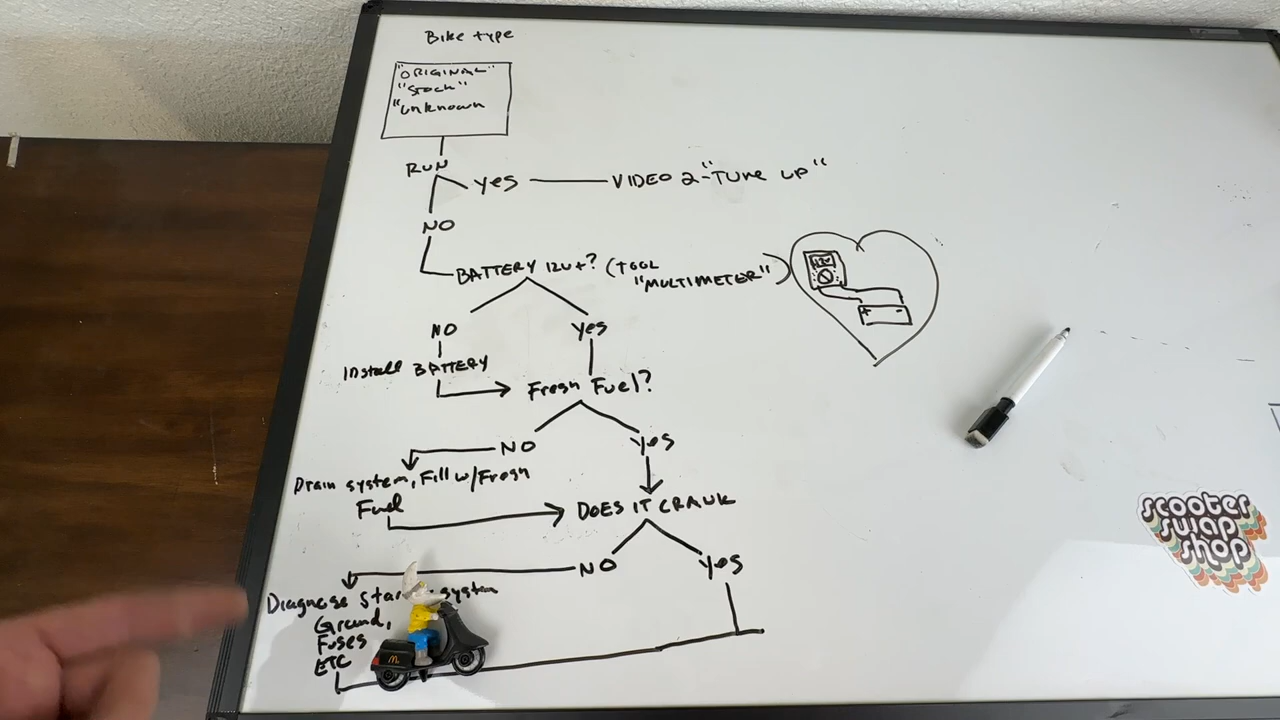 Bike type
"ORIGINAL"
"Stock"
"unknown
RUN
yes
VIDEO 2 - "TUNE UP"
NO
BATTERY 12V+? (TOOL "MULTIMETER")
12V
+ -
NO
yes
Install BATTERY
Fresh Fuel?
NO
yes
Drain system, Fill w/Fresh
Fuel
DOES IT CRANK
NO
yes
Diagnose system
Ground,
Fuses
ETC
M
scooter
swap
shop